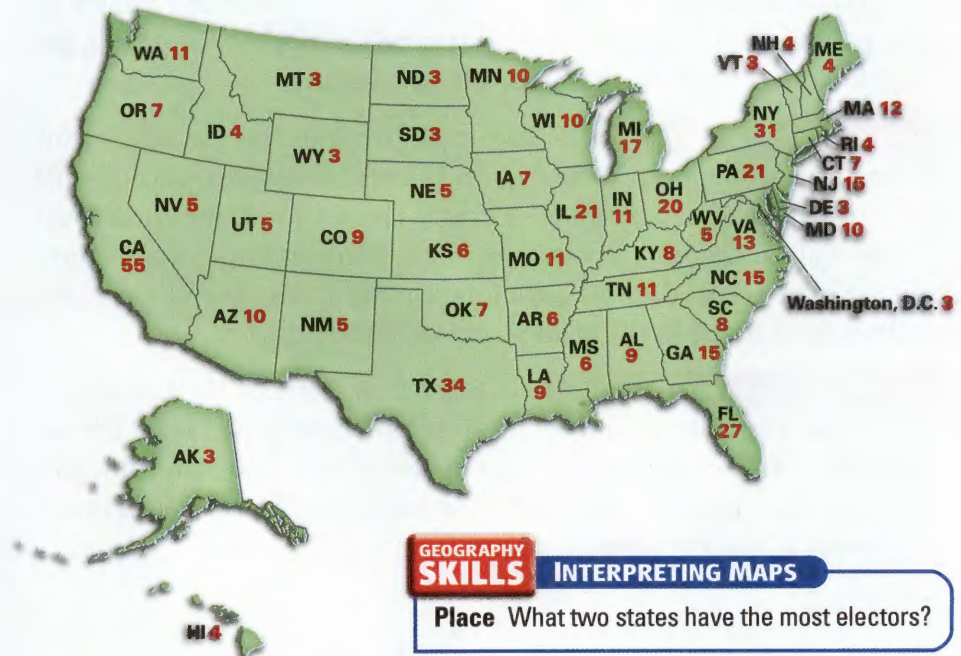 WA 11
MT 3
ND 3
MN 10
VT 3
NH 4
ME
4
OR 7
ID 4
WY 3
SD 3
WI 10
MI
17
NY
31
MA 12
RI 4
CT 7
NJ 15
DE 3
MD 10
NV 5
UT 5
CO 9
NE 5
IA 7
IL 21
IN
11
OH
20
PA 21
WV
5
VA
13
CA
55
KS 6
MO 11
KY 8
NC 15
Washington, D.C. 3
AZ 10
NM 5
OK 7
AR 6
TN 11
SC
8
TX 34
LA
9
MS
6
AL
9
GA 15
FL
27
AK 3
HI 4
GEOGRAPHY
SKILLS INTERPRETING MAPS
Place What two states have the most electors?